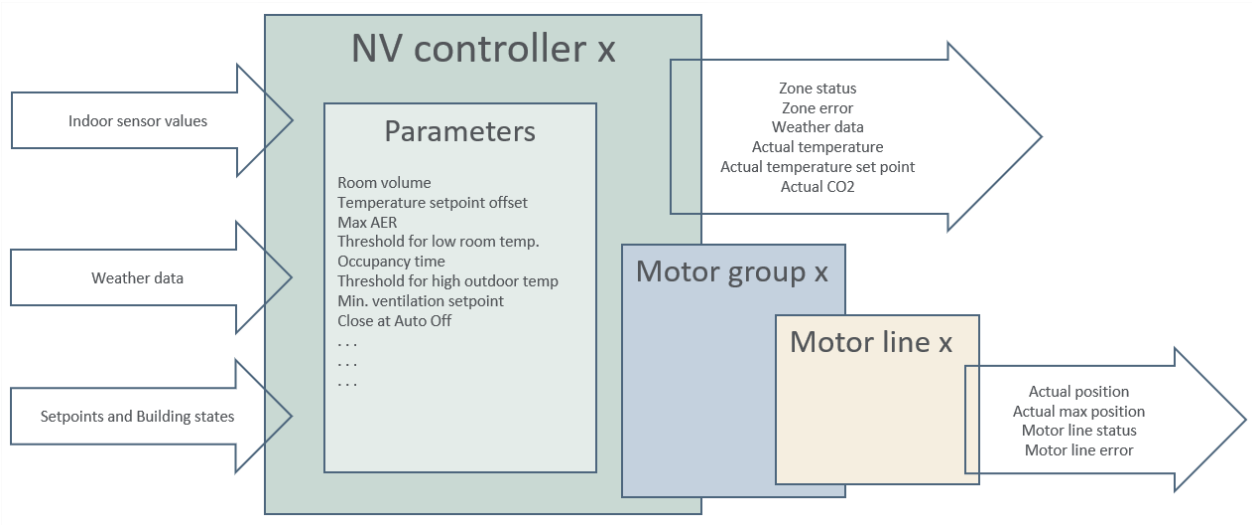 NV controller x
Indoor sensor values
Weather data
Setpoints and Building states
Parameters
Room volume
Temperature setpoint offset
Max AER
Threshold for low room temp.
Occupancy time
Threshold for high outdoor temp
Min. ventilation setpoint
Close at Auto Off
. . .
. . .
. . .
Zone status
Zone error
Weather data
Actual temperature
Actual temperature set point
Actual CO2
Motor group x
Motor line x
Actual position
Actual max position
Motor line status
Motor line error